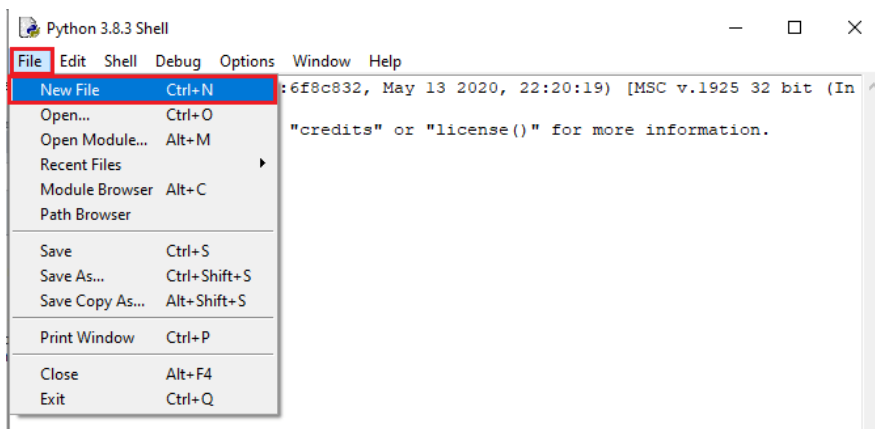 Python 3.8.3 Shell
File Edit Shell Debug Options Window Help
New File Ctrl+N :6f8c832, May 13 2020, 22:20:19) [MSC v.1925 32 bit (In
Open... Ctrl+O
"credits" or "license()" for more information.
Open Module... Alt+M
Recent Files
Module Browser Alt+C
Path Browser
Save Ctrl+S
Save As... Ctrl+Shift+S
Save Copy As... Alt+Shift+S
Print Window Ctrl+P
Close Alt+F4
Exit Ctrl+Q